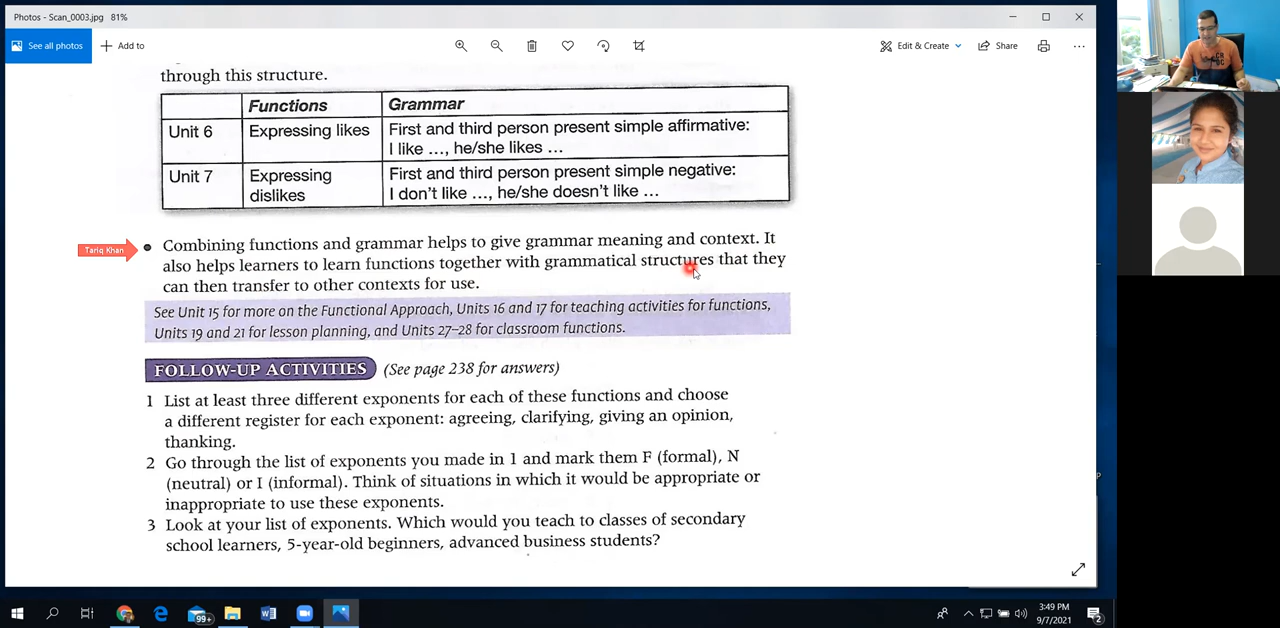 Photos - Scan_0003.jpg 81%
See all photos
Add to
Edit & Create
Share
through this structure.
Functions Grammar
Unit 6 Expressing likes First and third person present simple affirmative:
I like …, he/she likes …
Unit 7 Expressing First and third person present simple negative:
dislikes I don't like …, he/she doesn't like …
Tariq Khan
• Combining functions and grammar helps to give grammar meaning and context. It
also helps learners to learn functions together with grammatical structures that they
can then transfer to other contexts for use.
See Unit 15 for more on the Functional Approach, Units 16 and 17 for teaching activities for functions,
Units 19 and 21 for lesson planning, and Units 27–28 for classroom functions.
FOLLOW-UP ACTIVITIES (See page 238 for answers)
1 List at least three different exponents for each of these functions and choose
a different register for each exponent: agreeing, clarifying, giving an opinion,
thanking.
2 Go through the list of exponents you made in 1 and mark them F (formal), N
(neutral) or I (informal). Think of situations in which it would be appropriate or
inappropriate to use these exponents.
3 Look at your list of exponents. Which would you teach to classes of secondary
school learners, 5-year-old beginners, advanced business students?
99+
3:49 PM
9/7/2021
2